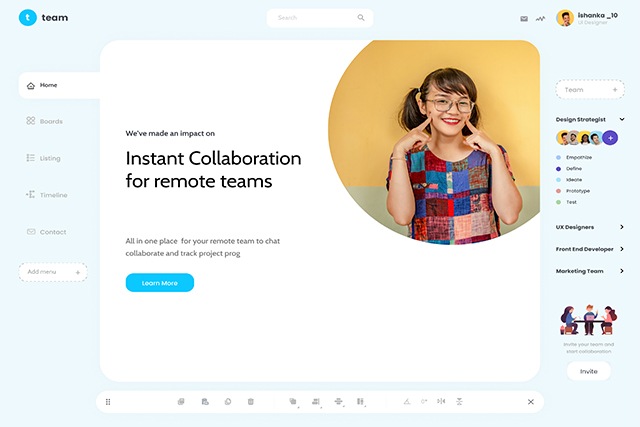 t team
Search
ishanka _10
UI Designer
Home
Boards
Listing
Timeline
Contact
Add menu +
We've made an impact on
Instant Collaboration
for remote teams
All in one place for your remote team to chat
collaborate and track project prog
Learn More
Team +
Design Strategist
+
Empathize
Define
Ideate
Prototype
Test
UX Designers
Front End Developer
Marketing Team
Invite your team and
start collaboration
Invite